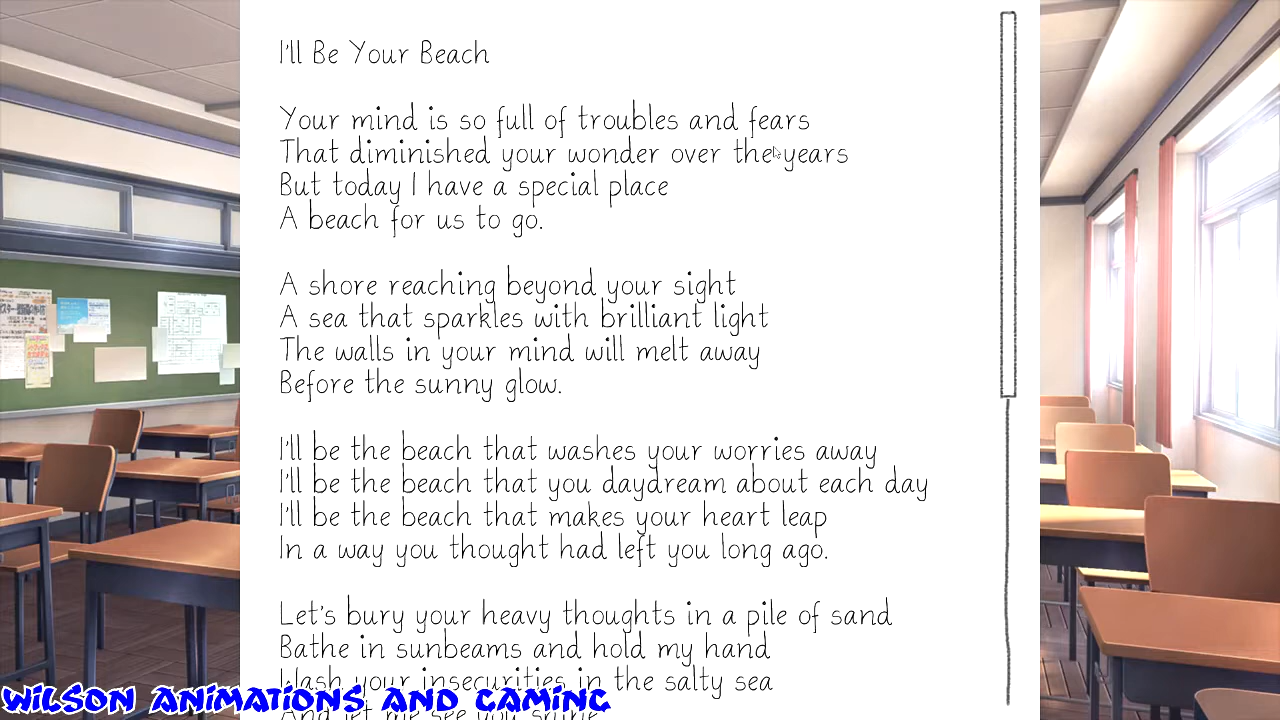 I'll Be Your Beach
Your mind is so full of troubles and fears
That diminished your wonder over the years
But today I have a special place
A beach for us to go.
A shore reaching beyond your sight
A sea that sparkles with brilliant light
The walls in your mind will melt away
Before the sunny glow.
I'll be the beach that washes your worries away
I'll be the beach that you daydream about each day
I'll be the beach that makes your heart leap
In a way you thought had left you long ago.
Let's bury your heavy thoughts in a pile of sand
Bathe in sunbeams and hold my hand
Wash your insecurities in the salty sea
WILSON ANIMATIONS AND GAMING